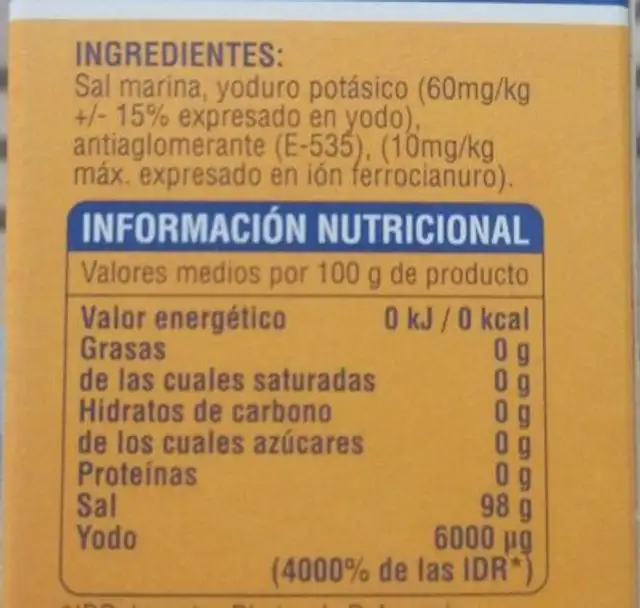 INGREDIENTES:
Sal marina, yoduro potásico (60mg/kg
+/- 15% expresado en yodo),
antiaglomerante (E-535), (10mg/kg
máx. expresado en ión ferrocianuro).
INFORMACIÓN NUTRICIONAL
Valores medios por 100 g de producto
Valor energético 0 kJ / 0 kcal
Grasas 0 g
de las cuales saturadas 0 g
Hidratos de carbono 0 g
de los cuales azúcares 0 g
Proteínas 0 g
Sal 98 g
Yodo 6000 µg
(4000% de las IDR*)